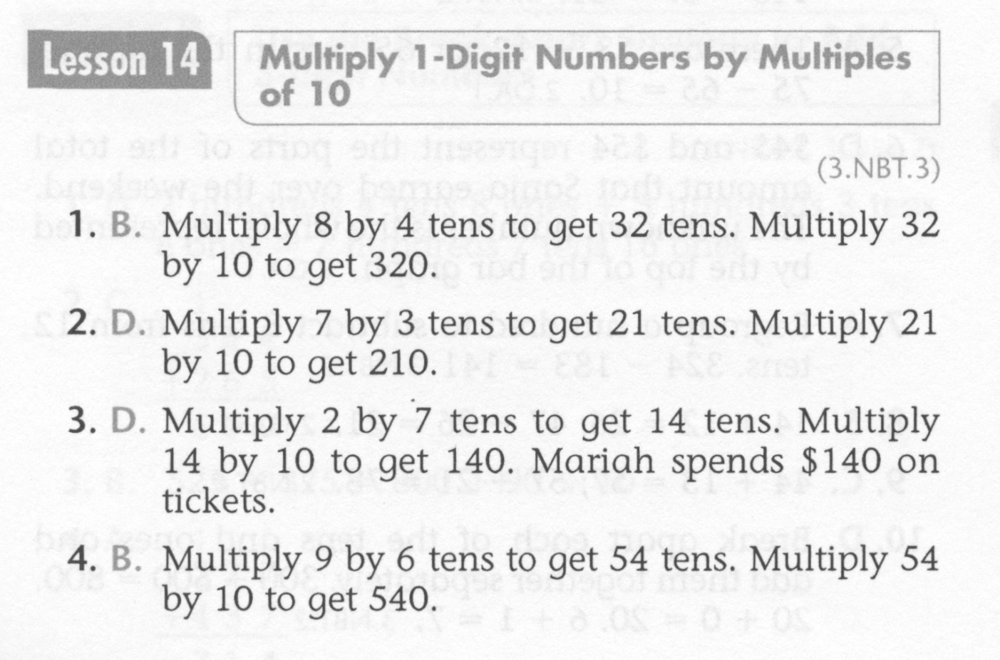 Lesson 14
Multiply 1-Digit Numbers by Multiples
of 10
(3.NBT.3)
1. B. Multiply 8 by 4 tens to get 32 tens. Multiply 32
by 10 to get 320.
2. D. Multiply 7 by 3 tens to get 21 tens. Multiply 21
by 10 to get 210.
3. D. Multiply 2 by 7 tens to get 14 tens. Multiply
14 by 10 to get 140. Mariah spends $140 on
tickets.
4. B. Multiply 9 by 6 tens to get 54 tens. Multiply 54
by 10 to get 540.